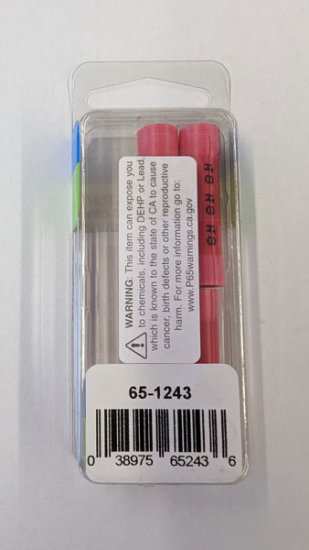 WARNING: This item can expose you
to chemicals, including DEHP or Lead,
which is known to the state of CA to cause
cancer, birth defects or other reproductive
harm. For more information go to:
www.P65warnings.ca.gov
65-1243
0 38975 65243 6